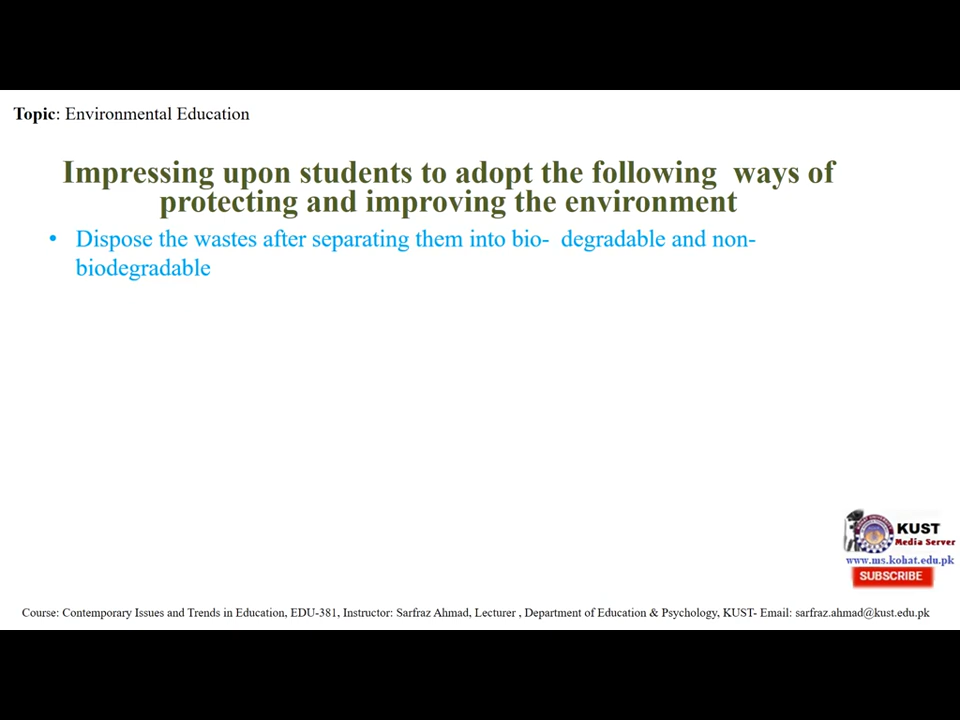 Topic: Environmental Education
Impressing upon students to adopt the following  ways of
protecting and improving the environment
• Dispose the wastes after separating them into bio-  degradable and non-
biodegradable
KUST
Media Server
www.ms.kohat.edu.pk
SUBSCRIBE
Course: Contemporary Issues and Trends in Education, EDU-381, Instructor: Sarfraz Ahmad, Lecturer , Department of Education & Psychology, KUST- Email: sarfraz.ahmad@kust.edu.pk